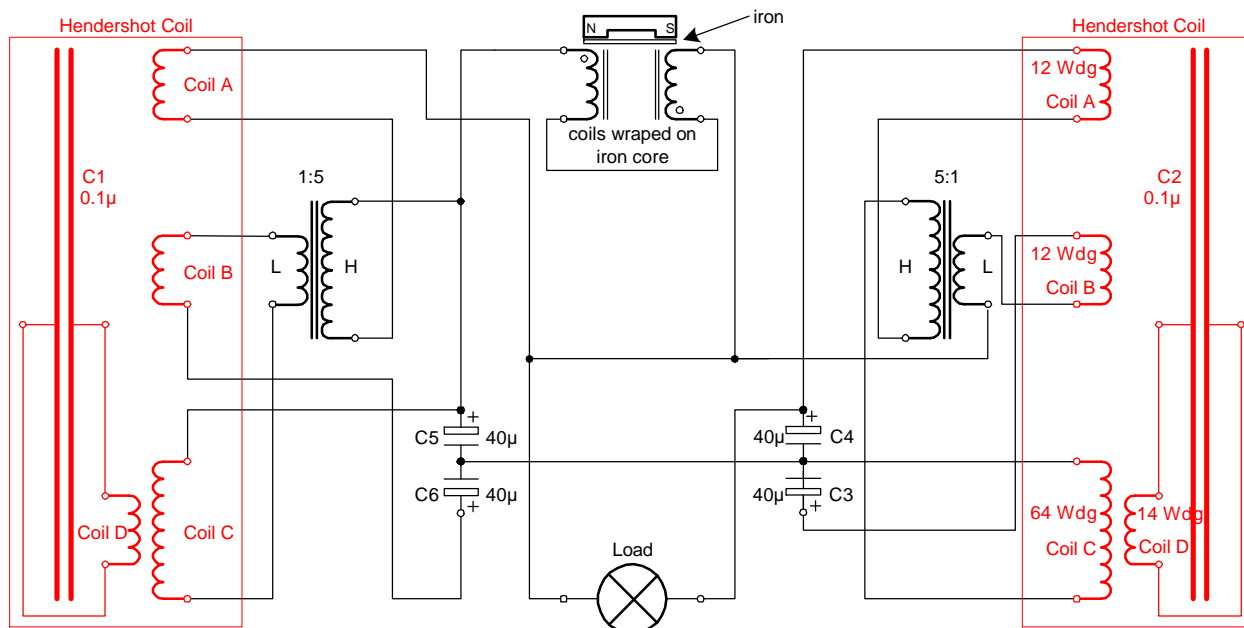 Hendershot Coil
Coil A
C1
0.1µ
Coil B
Coil D
Coil C
1:5
L
H
N
S
iron
coils wraped on
iron core
5:1
H
L
C5
40µ
C6
40µ
40µ
C4
40µ
C3
Load
Hendershot Coil
12 Wdg
Coil A
C2
0.1µ
12 Wdg
Coil B
64 Wdg
Coil C
14 Wdg
Coil D